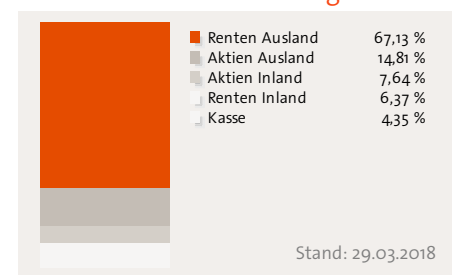 Renten Ausland 67,13 %
Aktien Ausland 14,81 %
Aktien Inland 7,64 %
Renten Inland 6,37 %
Kasse 4,35 %
Stand: 29.03.2018